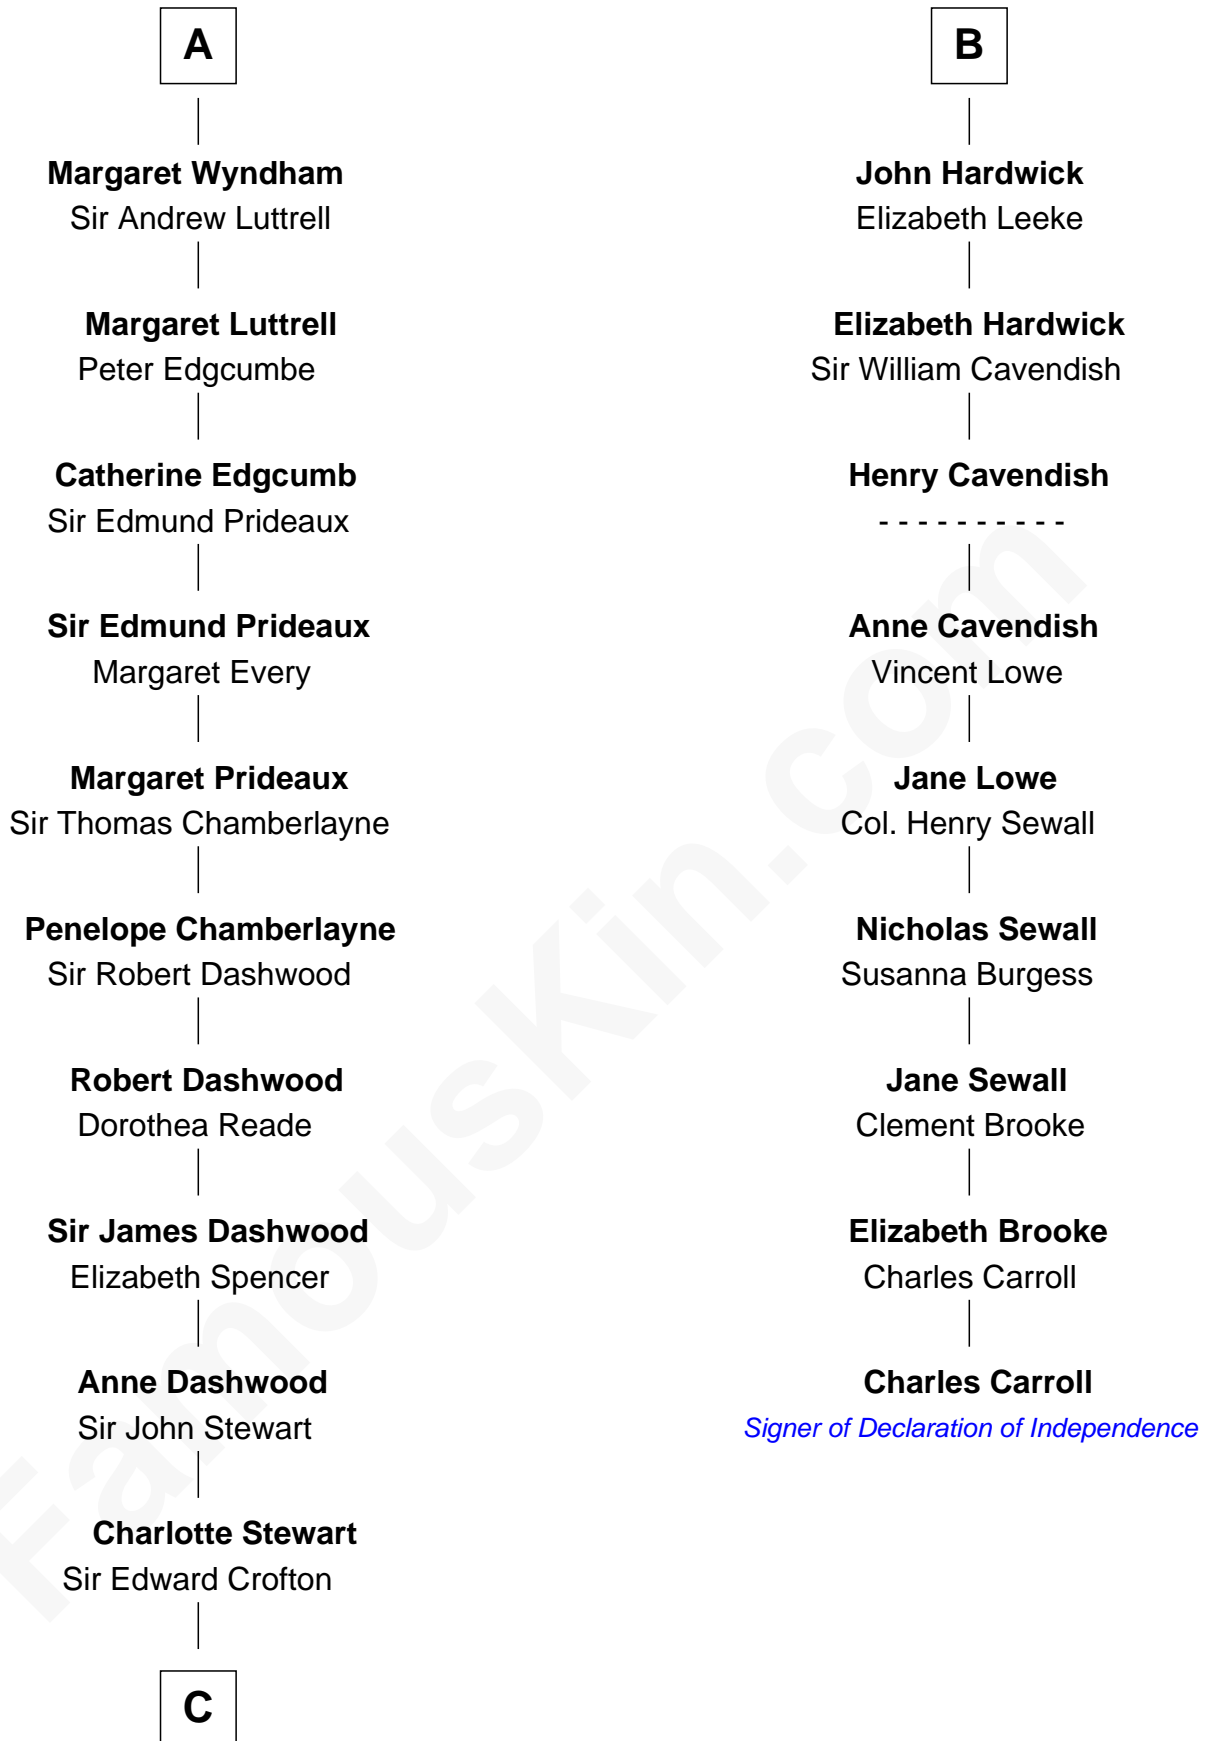 A
Margaret Wyndham
Sir Andrew Luttrell
Margaret Luttrell
Peter Edgcumbe
Catherine Edgcumb
Sir Edmund Prideaux
Sir Edmund Prideaux
Margaret Every
Margaret Prideaux
Sir Thomas Chamberlayne
Penelope Chamberlayne
Sir Robert Dashwood
Robert Dashwood
Dorothea Reade
Sir James Dashwood
Elizabeth Spencer
Anne Dashwood
Sir John Stewart
Charlotte Stewart
Sir Edward Crofton
C
B
John Hardwick
Elizabeth Leeke
Elizabeth Hardwick
Sir William Cavendish
Henry Cavendish
- - - - - - - - - -
Anne Cavendish
Vincent Lowe
Jane Lowe
Col. Henry Sewall
Nicholas Sewall
Susanna Burgess
Jane Sewall
Clement Brooke
Elizabeth Brooke
Charles Carroll
Charles Carroll
Signer of Declaration of Independence
FamousKin.com